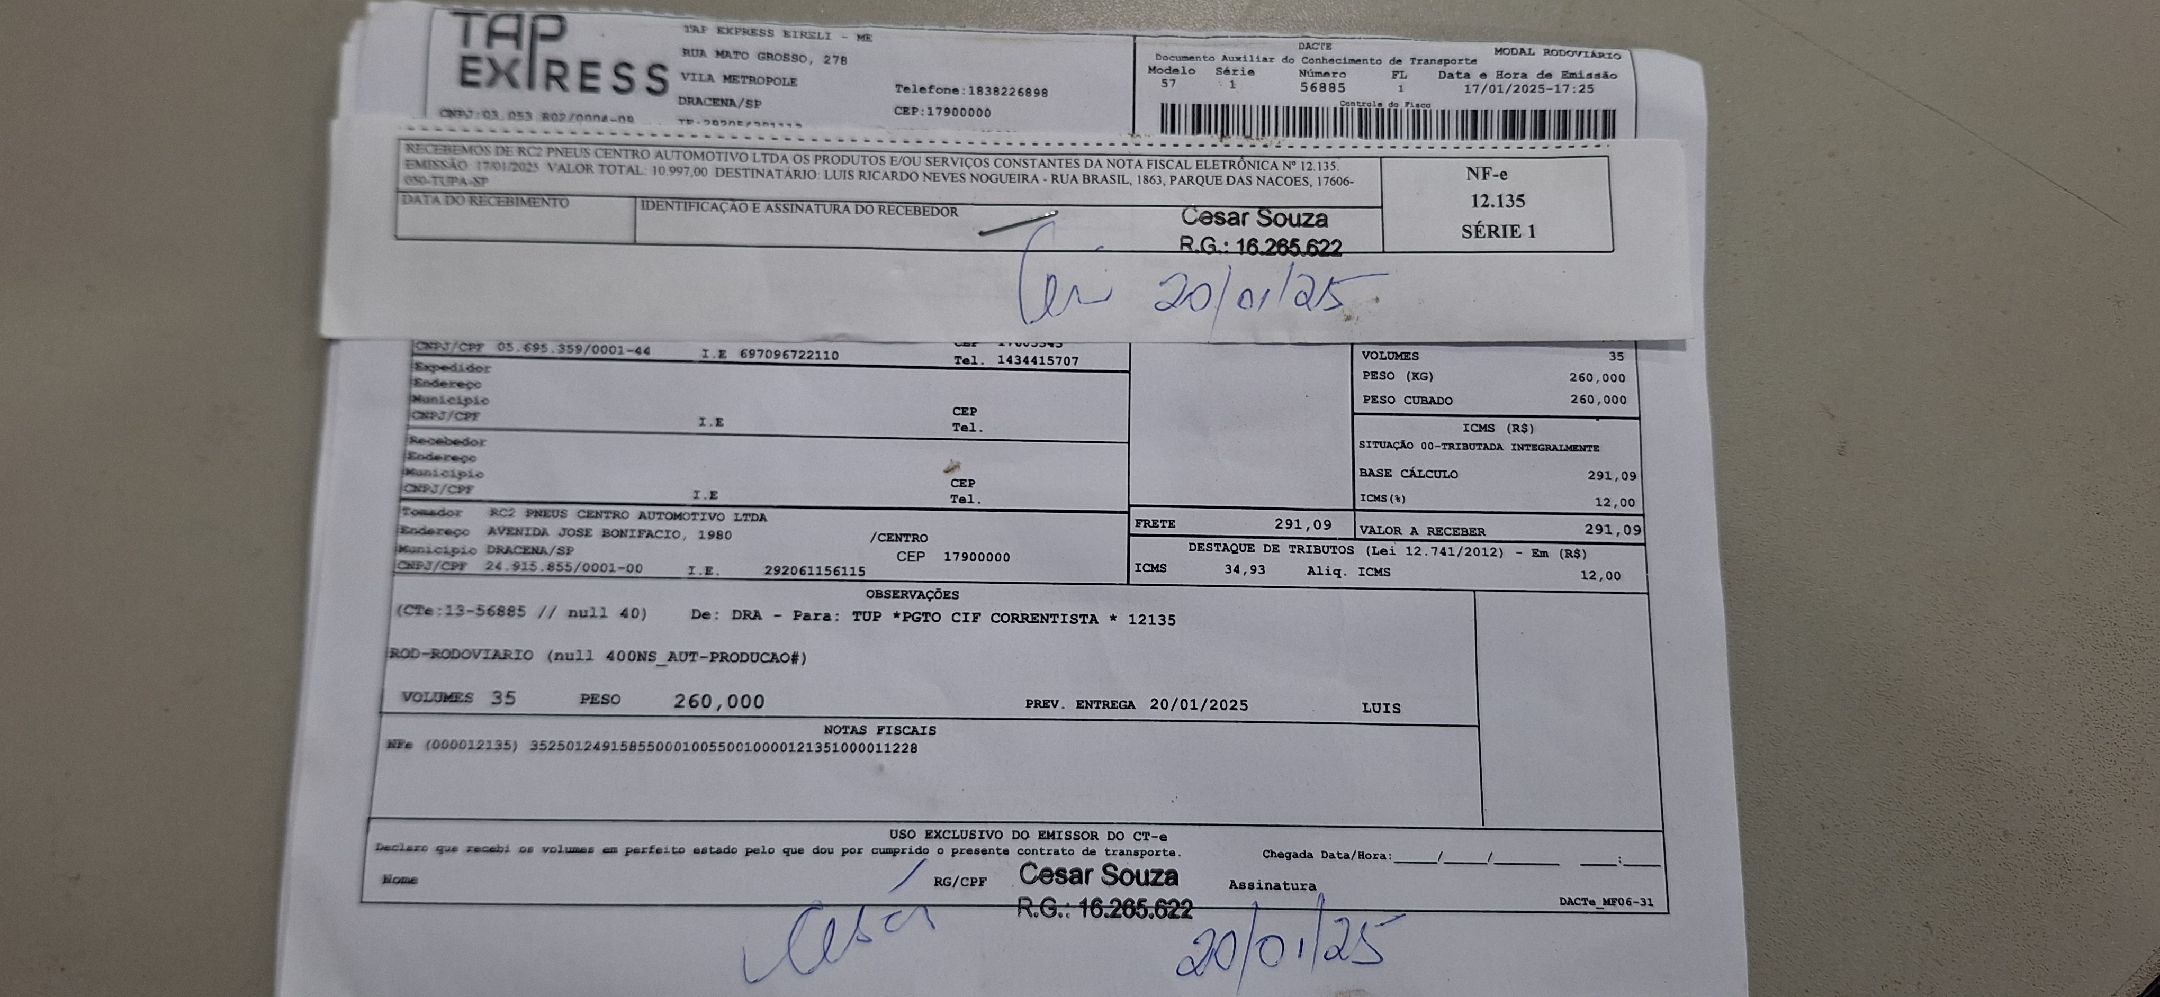 TAP EXPRESS
TAP EXPRESS EIRELI - ME
RUA MATO GROSSO, 278
VILA METROPOLE
DRACENA/SP
Telefone:1838226898
CEP:17900000
DACTE
MODAL RODOVIÁRIO
Documento Auxiliar do Conhecimento de Transporte
Modelo Série Número FL Data e Hora de Emissão
57 1 56885 1 17/01/2025-17:25
Controle do Fisco
RECEBEMOS DE RC2 PNEUS CENTRO AUTOMOTIVO LTDA OS PRODUTOS E/OU SERVIÇOS CONSTANTES DA NOTA FISCAL ELETRÔNICA Nº 12.135.
EMISSÃO 17/01/2025 VALOR TOTAL: 10.997,00 DESTINATÁRIO: LUIS RICARDO NEVES NOGUEIRA - RUA BRASIL, 1863, PARQUE DAS NACOES, 17606-
050-TUPA-SP
DATA DO RECEBIMENTO
IDENTIFICAÇÃO E ASSINATURA DO RECEBEDOR
NF-e
12.135
SÉRIE 1
Cesar Souza
R.G.: 16.265.622
20/01/25
CNPJ/CPF 05.695.359/0001-44 I.E 697096722110 Tel. 1434415707
Expedidor
Endereço
Município CEP
CNPJ/CPF I.E Tel.
Recebedor
Endereço
Município CEP
CNPJ/CPF I.E Tel.
Tomador RC2 PNEUS CENTRO AUTOMOTIVO LTDA
Endereço AVENIDA JOSE BONIFACIO, 1980 /CENTRO
Município DRACENA/SP CEP 17900000
CNPJ/CPF 24.915.855/0001-00 I.E. 292061156115
VOLUMES 35
PESO (KG) 260,000
PESO CUBADO 260,000
ICMS (R$)
SITUAÇÃO 00-TRIBUTADA INTEGRALMENTE
BASE CÁLCULO 291,09
ICMS(%) 12,00
FRETE 291,09 VALOR A RECEBER 291,09
DESTAQUE DE TRIBUTOS (Lei 12.741/2012) - Em (R$)
ICMS 34,93 Aliq. ICMS 12,00
OBSERVAÇÕES
(CTe:13-56885 // null 40) De: DRA - Para: TUP *PGTO CIF CORRENTISTA * 12135
ROD-RODOVIARIO (null 400NS_AUT-PRODUCAO#)
VOLUMES 35 PESO 260,000 PREV. ENTREGA 20/01/2025 LUIS
NOTAS FISCAIS
NFe (000012135) 35250124915855000100550010000121351000011228
USO EXCLUSIVO DO EMISSOR DO CT-e
Declaro que recebi os volumes em perfeito estado pelo que dou por cumprido o presente contrato de transporte. Chegada Data/Hora:____/____/______ ___:___
Nome RG/CPF Cesar Souza Assinatura
R.G.: 16.265.622
DACTe_MF06-31
Cesar 20/01/25